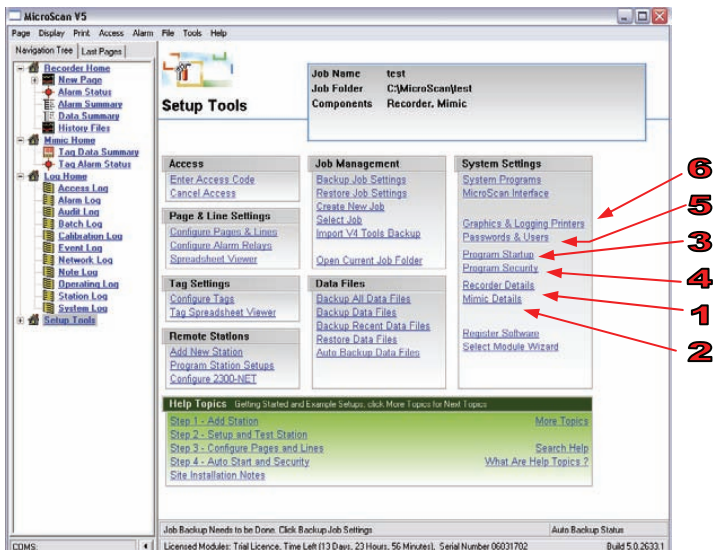 MicroScan V5
Page Display Print Access Alarm File Tools Help
Navigation Tree Last Pages
Recorder Home
New Page
Alarm Status
Alarm Summary
Data Summary
History Files
Mimic Home
Tag Data Summary
Tag Alarm Status
Log Home
Access Log
Alarm Log
Audit Log
Batch Log
Calibration Log
Event Log
Network Log
Note Log
Operating Log
Station Log
System Log
Setup Tools
Setup Tools
Job Name test
Job Folder C:\MicroScan\test
Components Recorder, Mimic
Access
Enter Access Code
Cancel Access
Page & Line Settings
Configure Pages & Lines
Configure Alarm Relays
Spreadsheet Viewer
Tag Settings
Configure Tags
Tag Spreadsheet Viewer
Remote Stations
Add New Station
Program Station Setups
Configure 2300-NET
Job Management
Backup Job Settings
Restore Job Settings
Create New Job
Select Job
Import V4 Tools Backup
Open Current Job Folder
Data Files
Backup All Data Files
Backup Data Files
Backup Recent Data Files
Restore Data Files
Auto Backup Data Files
System Settings
System Programs
MicroScan Interface
Graphics & Logging Printers
Passwords & Users
Program Startup
Program Security
Recorder Details
Mimic Details
Register Software
Select Module Wizard
6
5
3
4
1
2
Help Topics Getting Started and Example Setups, click More Topics for Next Topics
Step 1 - Add Station More Topics
Step 2 - Setup and Test Station
Step 3 - Configure Pages and Lines Search Help
Step 4 - Auto Start and Security What Are Help Topics ?
Site Installation Notes
Job Backup Needs to be Done. Click Backup Job Settings Auto Backup Status
COMS: Licensed Modules: Trial Licence, Time Left (13 Days, 23 Hours, 56 Minutes), Serial Number 06031702 Build 5.0.2633.1